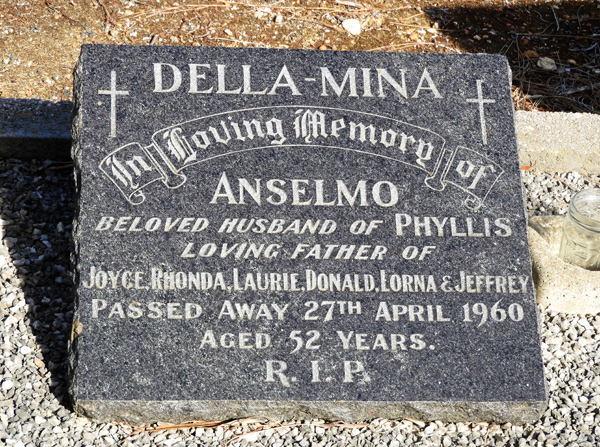 DELLA-MINA
In Loving Memory of
ANSELMO
BELOVED HUSBAND OF PHYLLIS
LOVING FATHER OF
JOYCE, RHONDA, LAURIE, DONALD, LORNA & JEFFREY
PASSED AWAY 27TH APRIL 1960
AGED 52 YEARS.
R. I. P.